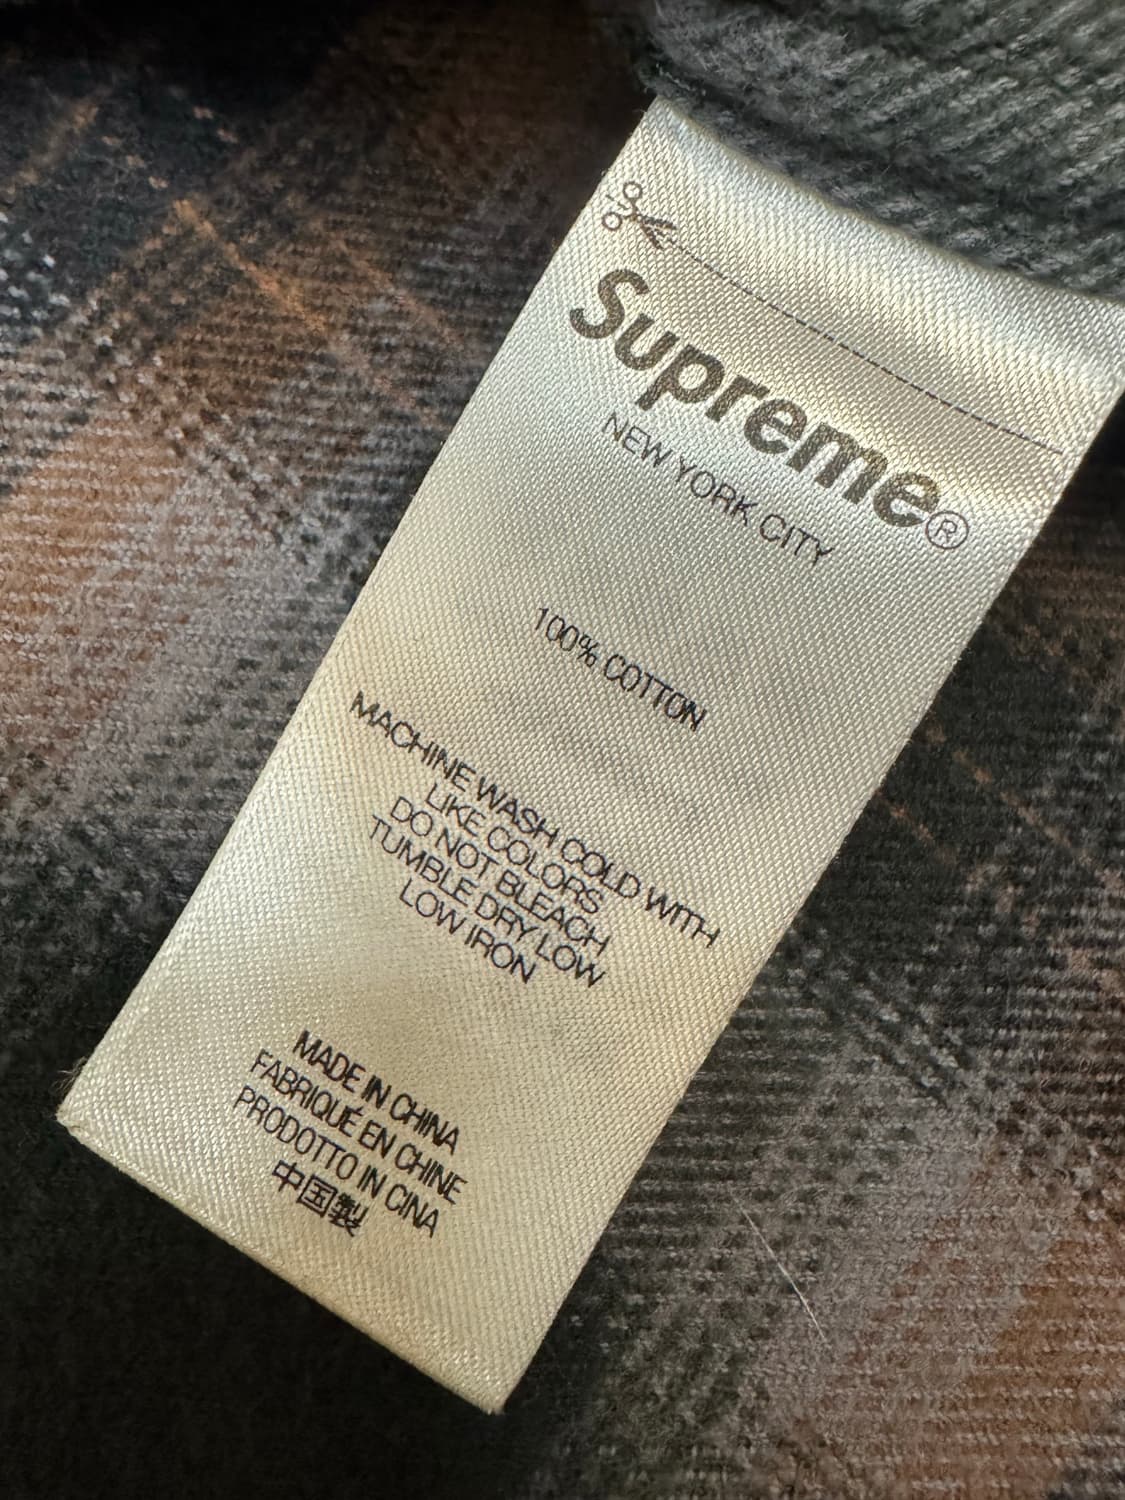 Supreme®
NEW YORK CITY
100% COTTON
MACHINE WASH COLD WITH
LIKE COLORS
DO NOT BLEACH
TUMBLE DRY LOW
LOW IRON
MADE IN CHINA
FABRIQUÉ EN CHINE
PRODOTTO IN CINA
中国製